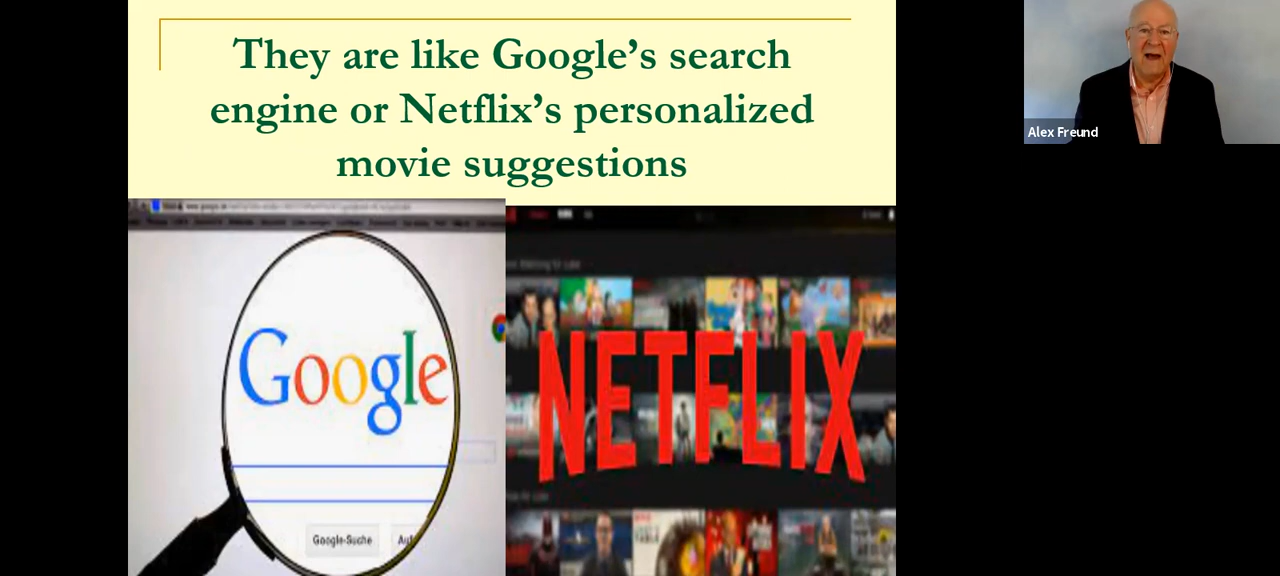 They are like Google’s search
engine or Netflix’s personalized
movie suggestions
Alex Freund
Google
Google-Suche
NETFLIX